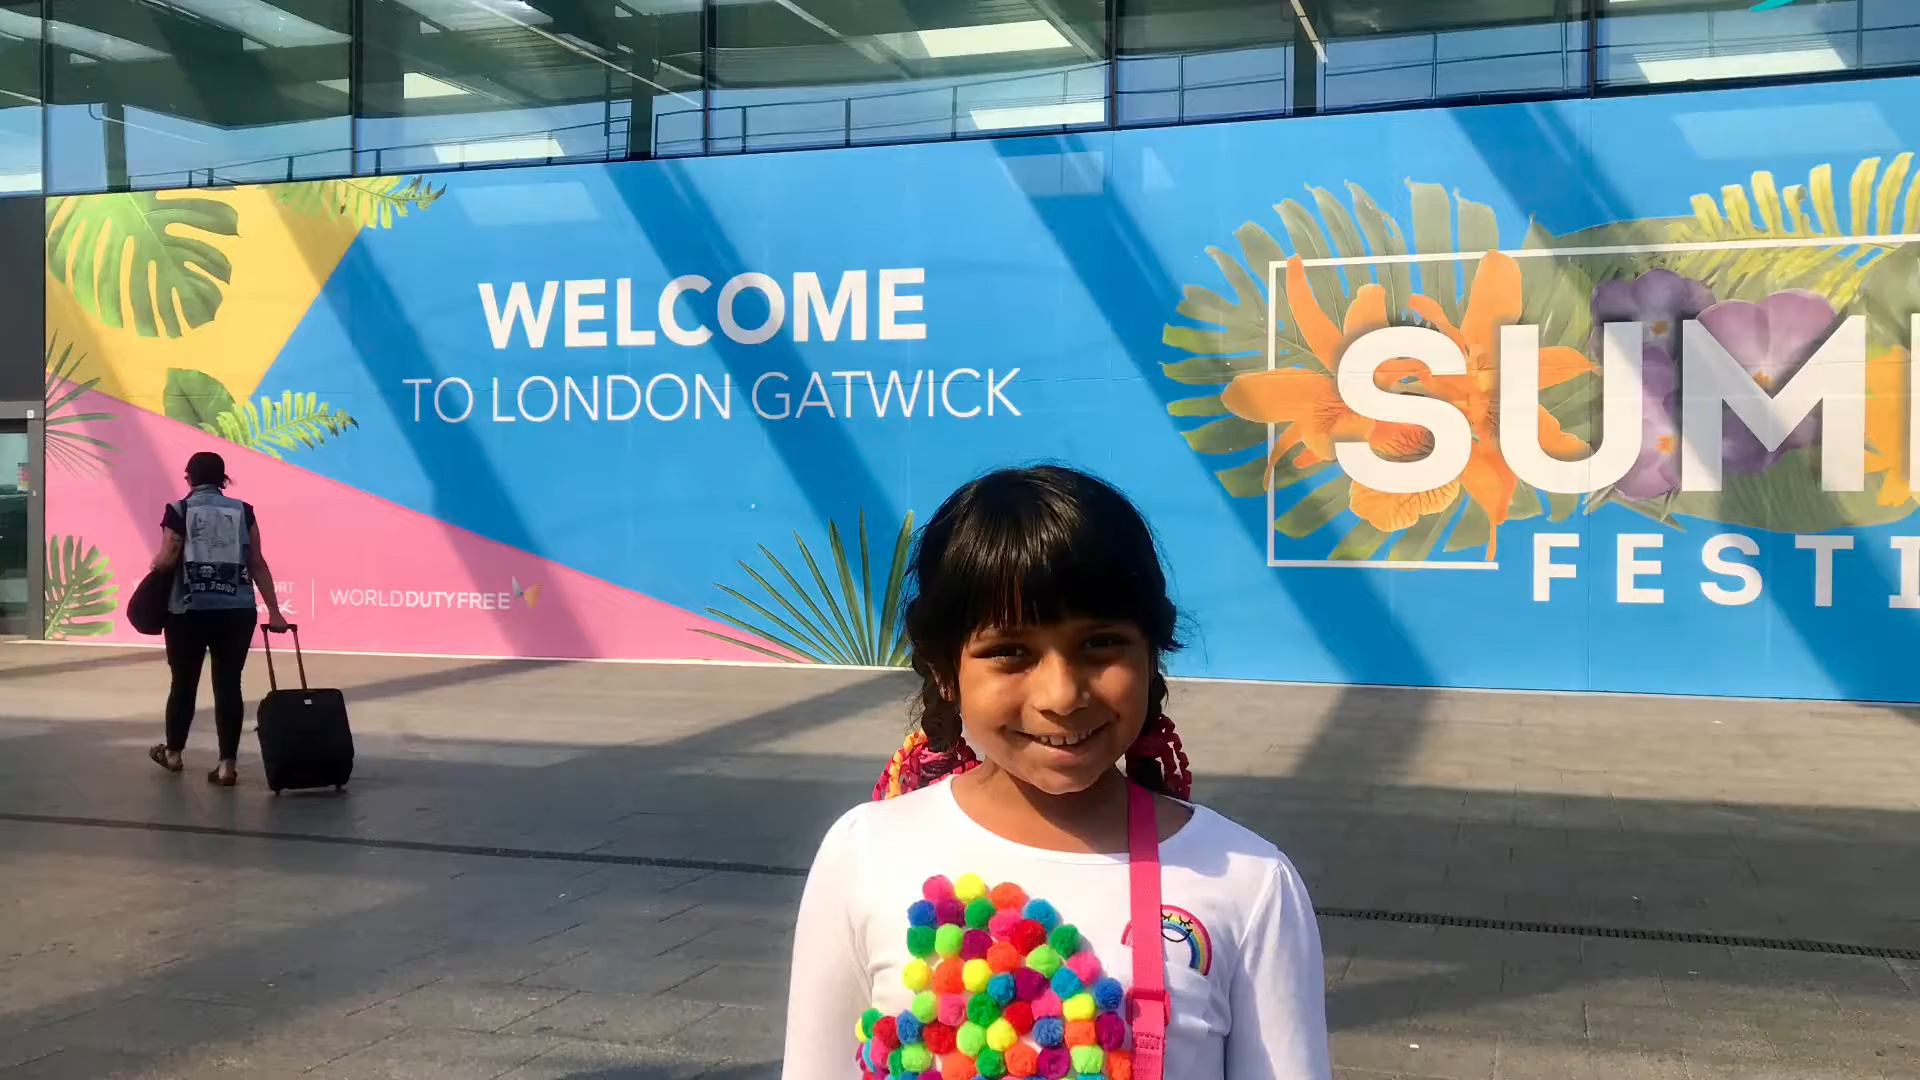 WELCOME
TO LONDON GATWICK
WORLDDUTYFREE
SUM
FESTI